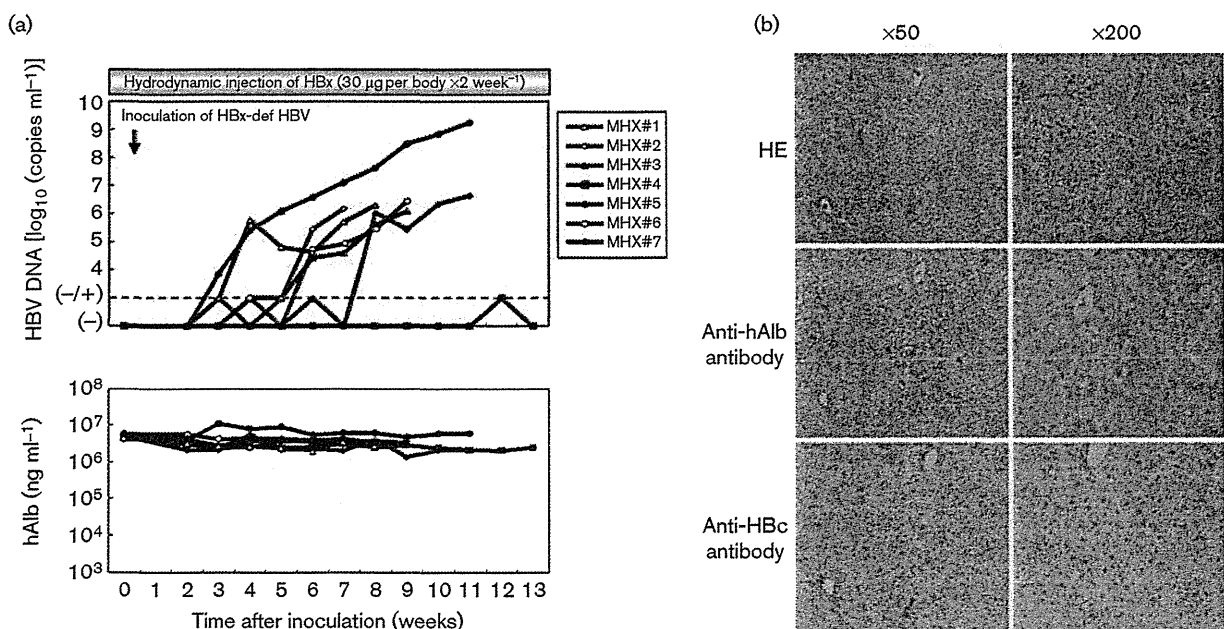 (a)
Hydrodynamic injection of HBx (30 µg per body ×2 week⁻¹)
HBV DNA [log₁₀ (copies ml⁻¹)]
10
9
8
7
6
5
4
(−/+)
(−)
Inoculation of HBx-def HBV
MHX#1
MHX#2
MHX#3
MHX#4
MHX#5
MHX#6
MHX#7
hAlb (ng ml⁻¹)
10⁸
10⁷
10⁶
10⁵
10⁴
10³
0 1 2 3 4 5 6 7 8 9 10 11 12 13
Time after inoculation (weeks)
(b)
×50 ×200
HE
Anti-hAlb
antibody
Anti-HBc
antibody